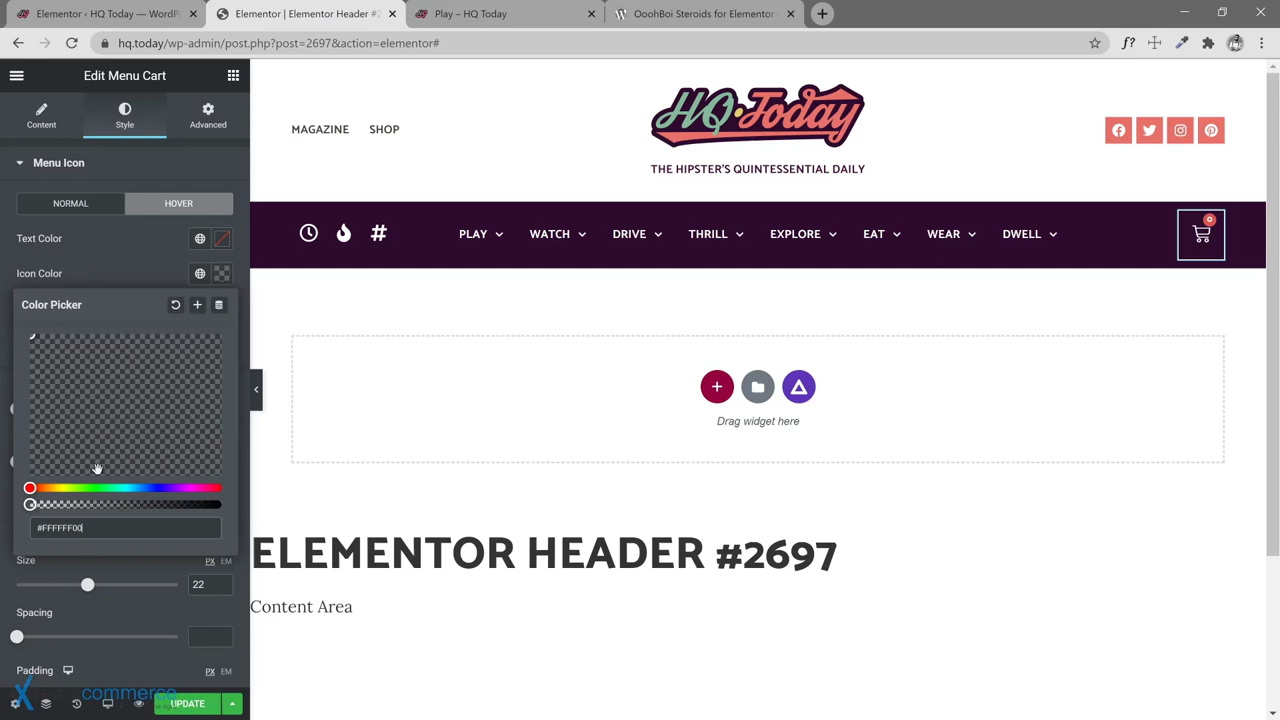 Elementor ‹ HQ Today — WordPr
Elementor | Elementor Header #2
Play – HQ Today
OoohBoi Steroids for Elementor
hq.today/wp-admin/post.php?post=2697&action=elementor#
Edit Menu Cart
Content
Style
Advanced
Menu Icon
NORMAL
HOVER
Text Color
Icon Color
Color Picker
#FFFFFF00
Size
PX EM
22
Spacing
Padding
PX EM
commerce
UPDATE
MAGAZINE SHOP
HQ Today
THE HIPSTER'S QUINTESSENTIAL DAILY
PLAY WATCH DRIVE THRILL EXPLORE EAT WEAR DWELL
0
Drag widget here
ELEMENTOR HEADER #2697
Content Area